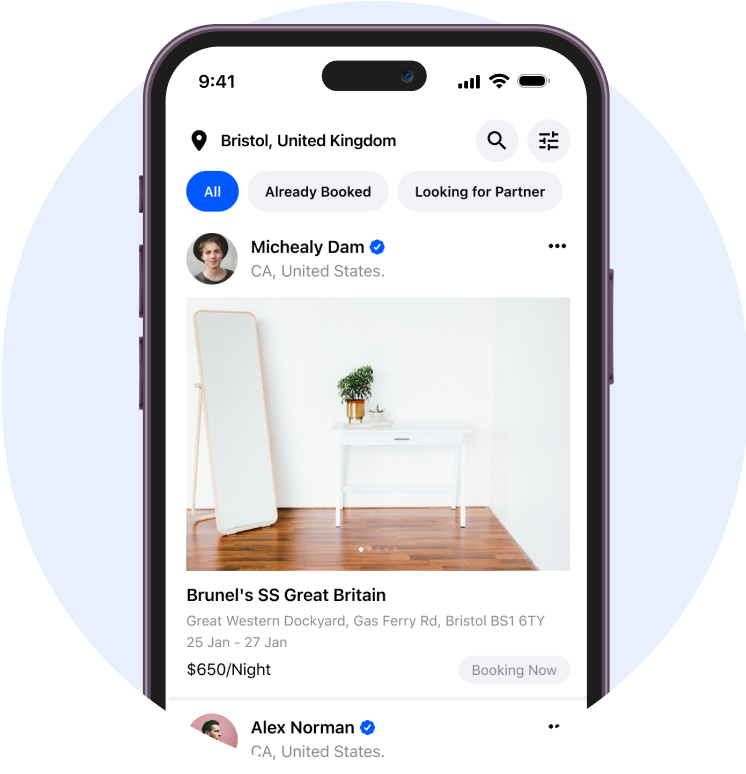 9:41
Bristol, United Kingdom
All
Already Booked
Looking for Partner
Michealy Dam
CA, United States.
Brunel's SS Great Britain
Great Western Dockyard, Gas Ferry Rd, Bristol BS1 6TY
25 Jan - 27 Jan
$650/Night
Booking Now
Alex Norman
CA, United States.